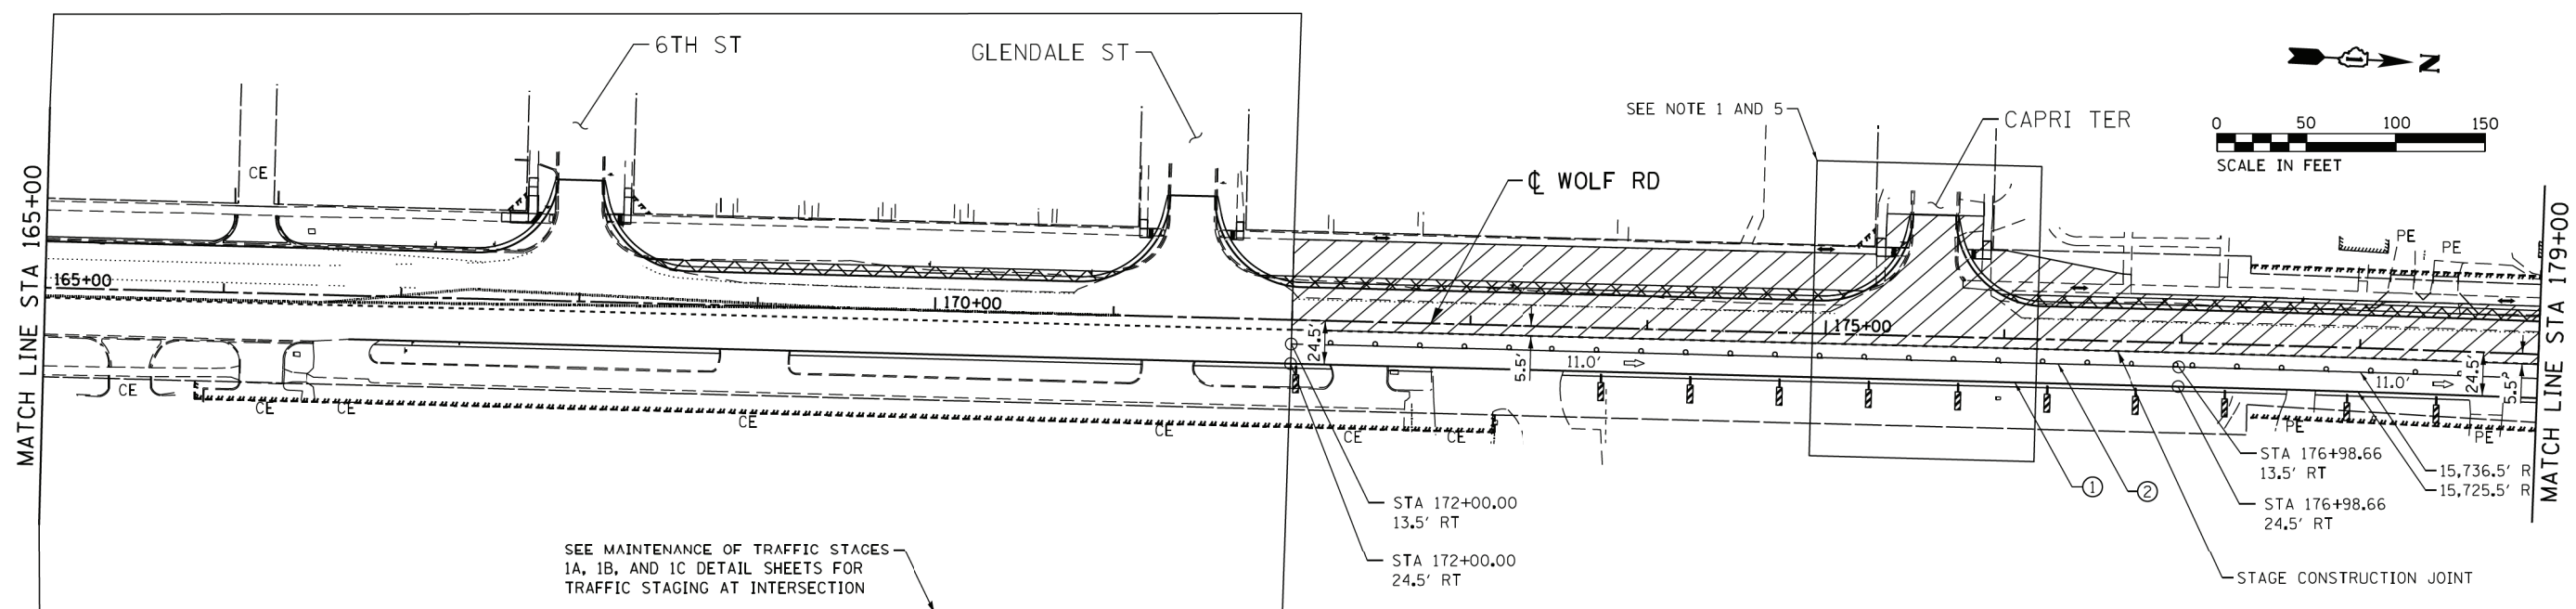 6TH ST
GLENDALE ST
SEE NOTE 1 AND 5
CAPRI TER
N
0 50 100 150
SCALE IN FEET
℄ WOLF RD
MATCH LINE STA 165+00
MATCH LINE STA 179+00
CE
165+00
170+00
175+00
PE
PE
24.5'
5.5'
11.0'
11.0'
24.5'
5.5'
CE
CE
CE
CE
CE
CE
CE
PE
PE
STA 172+00.00
13.5' RT
STA 172+00.00
24.5' RT
1
2
STA 176+98.66
13.5' RT
STA 176+98.66
24.5' RT
15,736.5' R
15,725.5' R
STAGE CONSTRUCTION JOINT
SEE MAINTENANCE OF TRAFFIC STAGES
1A, 1B, AND 1C DETAIL SHEETS FOR
TRAFFIC STAGING AT INTERSECTION